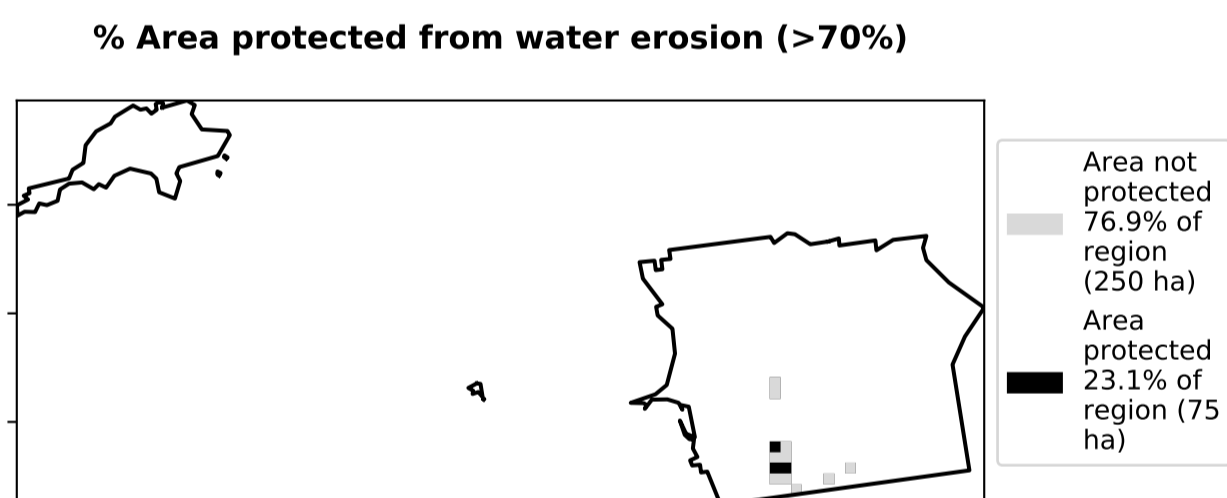 % Area protected from water erosion (>70%)
Area not
protected
76.9% of
region
(250 ha)
Area
protected
23.1% of
region (75
ha)